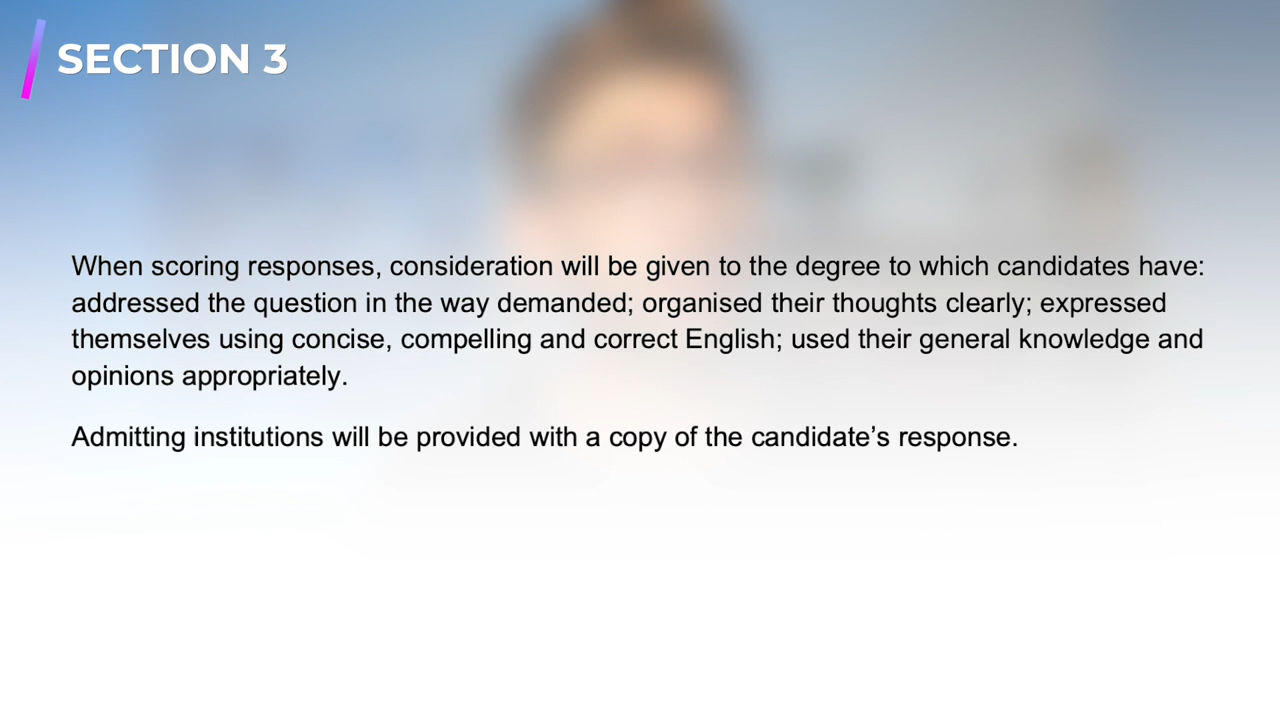 SECTION 3
When scoring responses, consideration will be given to the degree to which candidates have:
addressed the question in the way demanded; organised their thoughts clearly; expressed
themselves using concise, compelling and correct English; used their general knowledge and
opinions appropriately.
Admitting institutions will be provided with a copy of the candidate’s response.